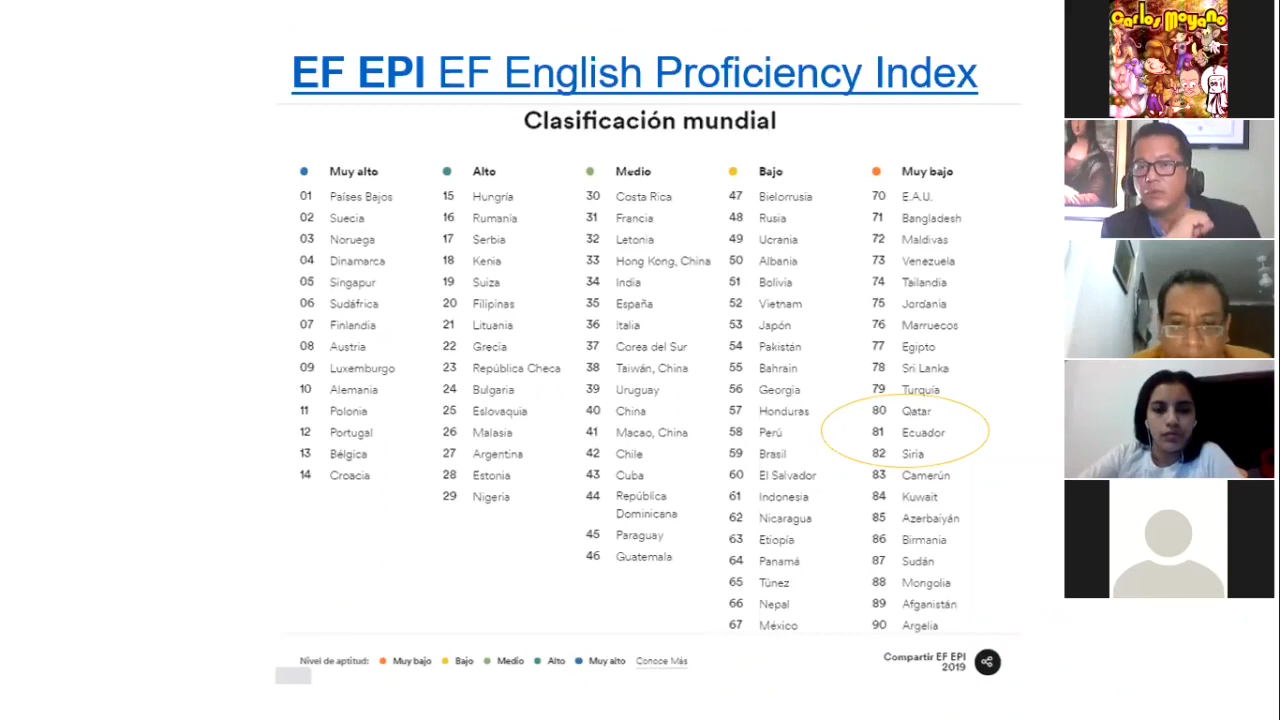 EF EPI EF English Proficiency Index
Clasificación mundial
Muy alto
01 Países Bajos
02 Suecia
03 Noruega
04 Dinamarca
05 Singapur
06 Sudáfrica
07 Finlandia
08 Austria
09 Luxemburgo
10 Alemania
11 Polonia
12 Portugal
13 Bélgica
14 Croacia
Alto
15 Hungría
16 Rumanía
17 Serbia
18 Kenia
19 Suiza
20 Filipinas
21 Lituania
22 Grecia
23 República Checa
24 Bulgaria
25 Eslovaquia
26 Malasia
27 Argentina
28 Estonia
29 Nigeria
Medio
30 Costa Rica
31 Francia
32 Letonia
33 Hong Kong, China
34 India
35 España
36 Italia
37 Corea del Sur
38 Taiwán, China
39 Uruguay
40 China
41 Macao, China
42 Chile
43 Cuba
44 República
Dominicana
45 Paraguay
46 Guatemala
Bajo
47 Bielorrusia
48 Rusia
49 Ucrania
50 Albania
51 Bolivia
52 Vietnam
53 Japón
54 Pakistán
55 Bahrain
56 Georgia
57 Honduras
58 Perú
59 Brasil
60 El Salvador
61 Indonesia
62 Nicaragua
63 Etiopía
64 Panamá
65 Túnez
66 Nepal
67 México
Muy bajo
70 E.A.U.
71 Bangladesh
72 Maldivas
73 Venezuela
74 Tailandia
75 Jordania
76 Marruecos
77 Egipto
78 Sri Lanka
79 Turquía
80 Qatar
81 Ecuador
82 Siria
83 Camerún
84 Kuwait
85 Azerbaiyán
86 Birmania
87 Sudán
88 Mongolia
89 Afganistán
90 Argelia
Nivel de aptitud: Muy bajo Bajo Medio Alto Muy alto Conoce Más
Compartir EF EPI
2019
Carlos Moyano